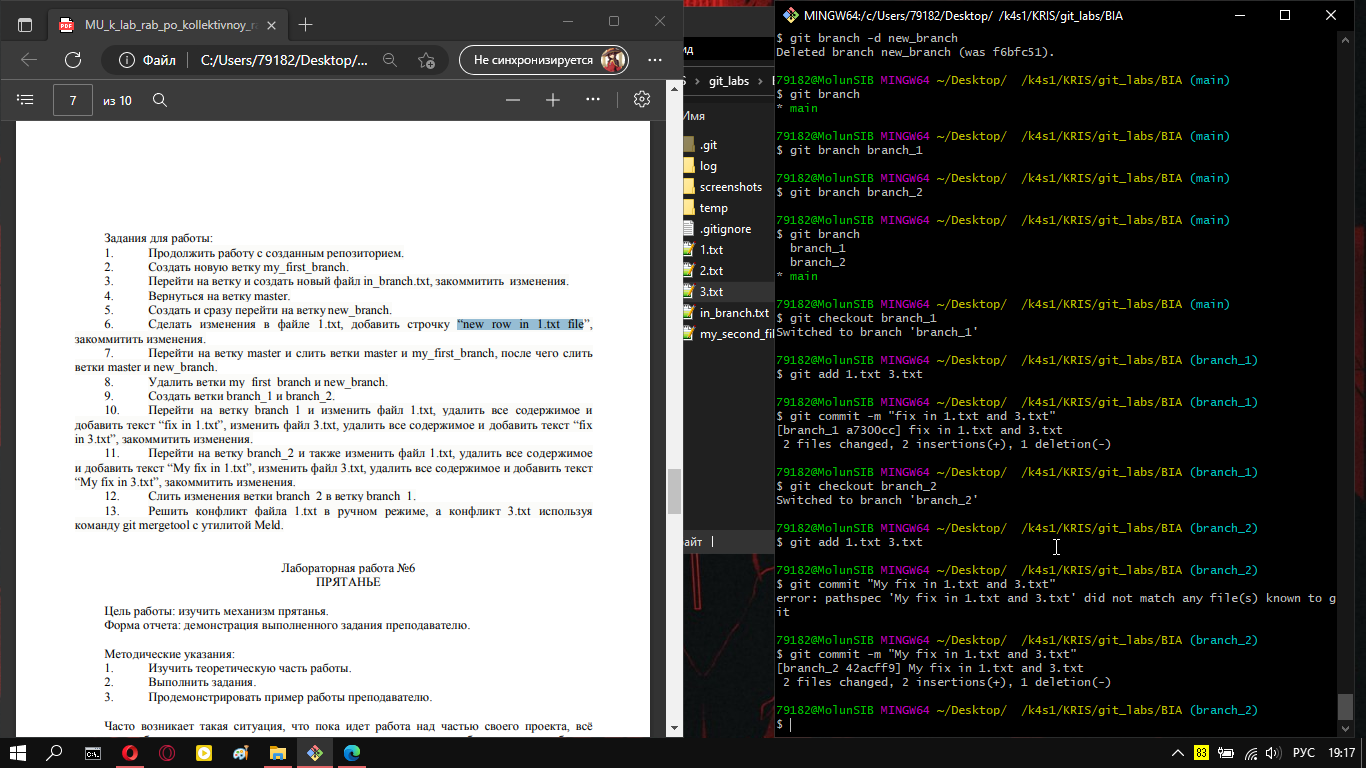 MU_k_lab_rab_po_kollektivnoy_r
Файл
C:/Users/79182/Desktop/...
Не синхронизируется
7
из 10
Задания для работы:
1. Продолжить работу с созданным репозиторием.
2. Создать новую ветку my_first_branch.
3. Перейти на ветку и создать новый файл in_branch.txt, закоммитить изменения.
4. Вернуться на ветку master.
5. Создать и сразу перейти на ветку new_branch.
6. Сделать изменения в файле 1.txt, добавить строчку “new row in 1.txt file”,
закоммитить изменения.
7. Перейти на ветку master и слить ветки master и my_first_branch, после чего слить
ветки master и new_branch.
8. Удалить ветки my_first_branch и new_branch.
9. Создать ветки branch_1 и branch_2.
10. Перейти на ветку branch_1 и изменить файл 1.txt, удалить все содержимое и
добавить текст “fix in 1.txt”, изменить файл 3.txt, удалить все содержимое и добавить текст “fix
in 3.txt”, закоммитить изменения.
11. Перейти на ветку branch_2 и также изменить файл 1.txt, удалить все содержимое
и добавить текст “My fix in 1.txt”, изменить файл 3.txt, удалить все содержимое и добавить текст
“My fix in 3.txt”, закоммитить изменения.
12. Слить изменения ветки branch_2 в ветку branch_1.
13. Решить конфликт файла 1.txt в ручном режиме, а конфликт 3.txt используя
команду git mergetool с утилитой Meld.
Лабораторная работа №6
ПРЯТАНЬЕ
Цель работы: изучить механизм прятанья.
Форма отчета: демонстрация выполненного задания преподавателю.
Методические указания:
1. Изучить теоретическую часть работы.
2. Выполнить задания.
3. Продемонстрировать пример работы преподавателю.
Часто возникает такая ситуация, что пока идет работа над частью своего проекта, всё
ид
S › git_labs ›
Имя
.git
log
screenshots
temp
.gitignore
1.txt
2.txt
3.txt
in_branch.txt
my_second_fil
айт
MINGW64:/c/Users/79182/Desktop/ /k4s1/KRIS/git_labs/BIA
$ git branch -d new_branch
Deleted branch new_branch (was f6bfc51).
79182@MolunSIB MINGW64 ~/Desktop/ /k4s1/KRIS/git_labs/BIA (main)
$ git branch
* main
79182@MolunSIB MINGW64 ~/Desktop/ /k4s1/KRIS/git_labs/BIA (main)
$ git branch branch_1
79182@MolunSIB MINGW64 ~/Desktop/ /k4s1/KRIS/git_labs/BIA (main)
$ git branch branch_2
79182@MolunSIB MINGW64 ~/Desktop/ /k4s1/KRIS/git_labs/BIA (main)
$ git branch
branch_1
branch_2
* main
79182@MolunSIB MINGW64 ~/Desktop/ /k4s1/KRIS/git_labs/BIA (main)
$ git checkout branch_1
Switched to branch 'branch_1'
79182@MolunSIB MINGW64 ~/Desktop/ /k4s1/KRIS/git_labs/BIA (branch_1)
$ git add 1.txt 3.txt
79182@MolunSIB MINGW64 ~/Desktop/ /k4s1/KRIS/git_labs/BIA (branch_1)
$ git commit -m "fix in 1.txt and 3.txt"
[branch_1 a7300cc] fix in 1.txt and 3.txt
2 files changed, 2 insertions(+), 1 deletion(-)
79182@MolunSIB MINGW64 ~/Desktop/ /k4s1/KRIS/git_labs/BIA (branch_1)
$ git checkout branch_2
Switched to branch 'branch_2'
79182@MolunSIB MINGW64 ~/Desktop/ /k4s1/KRIS/git_labs/BIA (branch_2)
$ git add 1.txt 3.txt
79182@MolunSIB MINGW64 ~/Desktop/ /k4s1/KRIS/git_labs/BIA (branch_2)
$ git commit "My fix in 1.txt and 3.txt"
error: pathspec 'My fix in 1.txt and 3.txt' did not match any file(s) known to g
it
79182@MolunSIB MINGW64 ~/Desktop/ /k4s1/KRIS/git_labs/BIA (branch_2)
$ git commit -m "My fix in 1.txt and 3.txt"
[branch_2 42acff9] My fix in 1.txt and 3.txt
2 files changed, 2 insertions(+), 1 deletion(-)
79182@MolunSIB MINGW64 ~/Desktop/ /k4s1/KRIS/git_labs/BIA (branch_2)
$
83
РУС
19:17